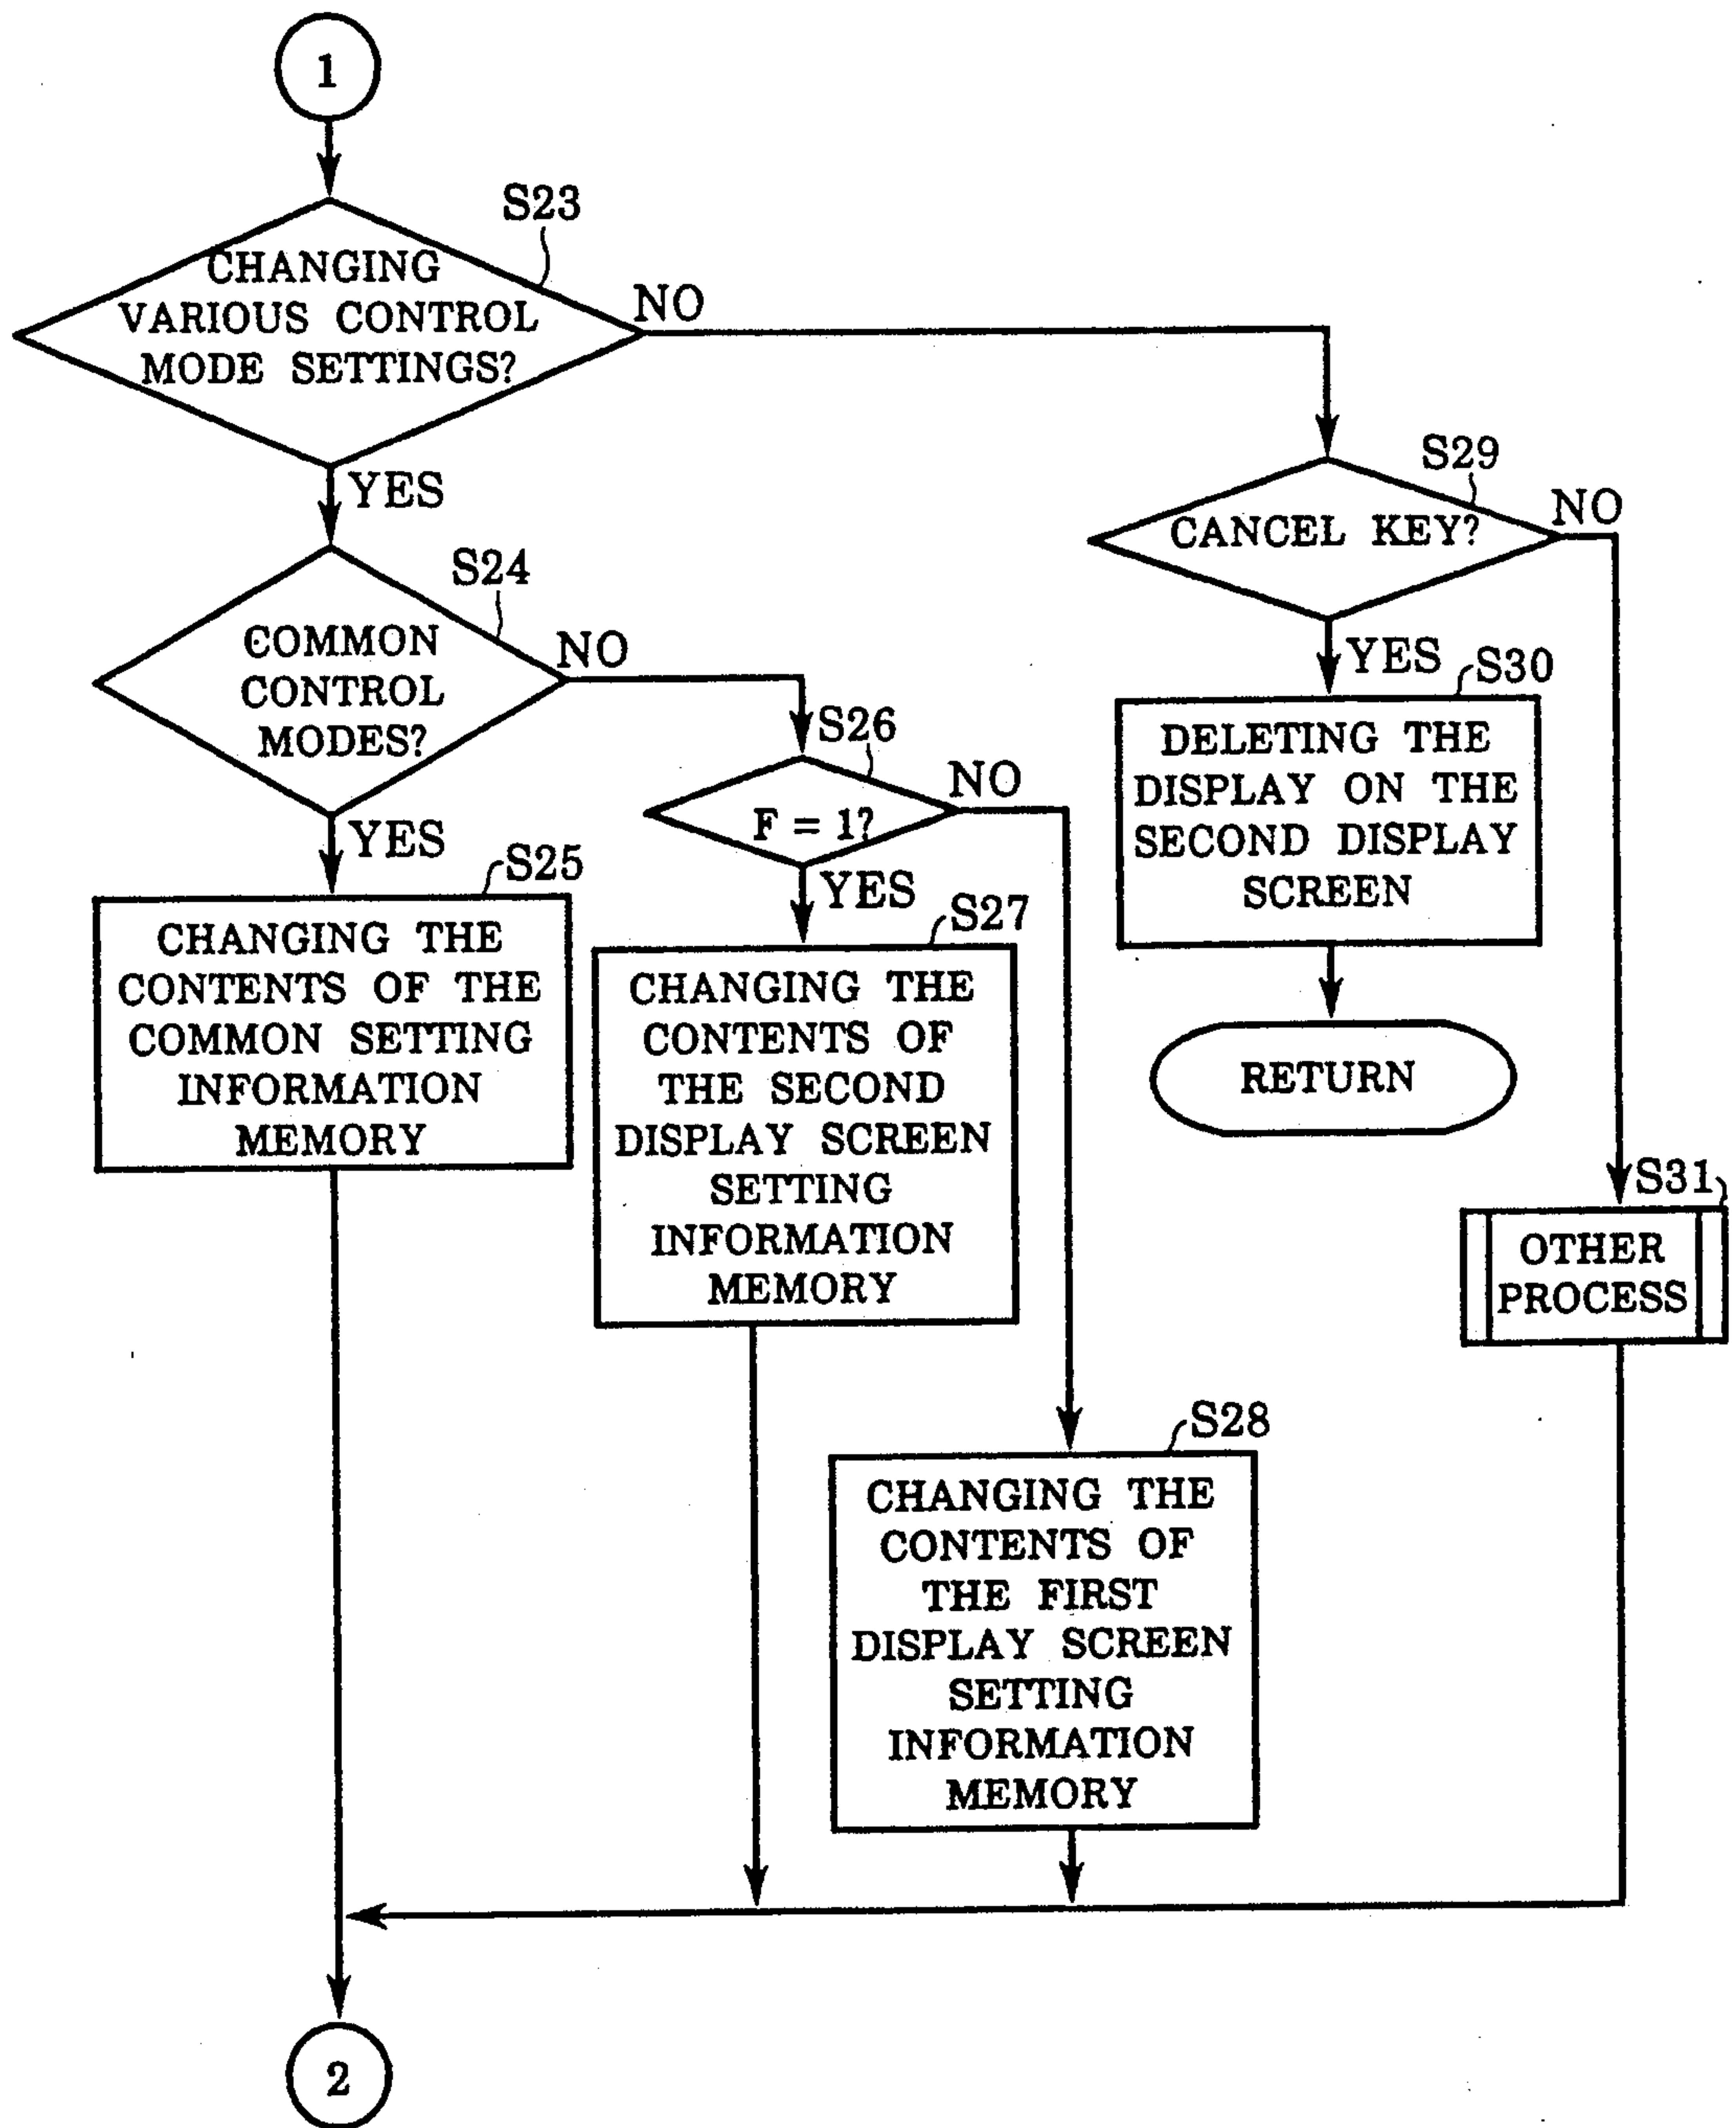 1
S23
CHANGING
VARIOUS CONTROL
MODE SETTINGS?
NO
YES
S29
CANCEL KEY?
NO
YES
S24
COMMON
CONTROL
MODES?
NO
YES
S26
F = 1?
NO
YES
S30
DELETING THE
DISPLAY ON THE
SECOND DISPLAY
SCREEN
RETURN
S25
CHANGING THE
CONTENTS OF THE
COMMON SETTING
INFORMATION
MEMORY
S27
CHANGING THE
CONTENTS OF
THE SECOND
DISPLAY SCREEN
SETTING
INFORMATION
MEMORY
S31
OTHER
PROCESS
S28
CHANGING THE
CONTENTS OF
THE FIRST
DISPLAY SCREEN
SETTING
INFORMATION
MEMORY
2